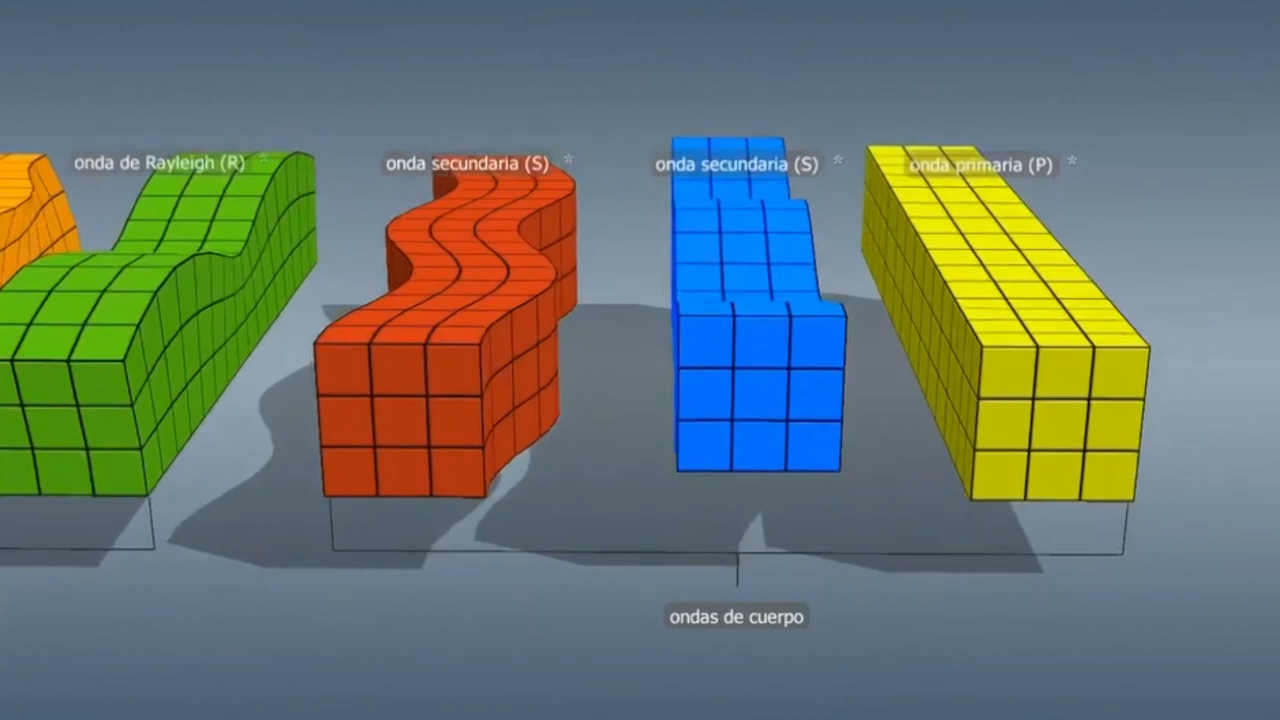 onda de Rayleigh (R) *
onda secundaria (S) *
onda secundaria (S) *
onda primaria (P) *
ondas de cuerpo